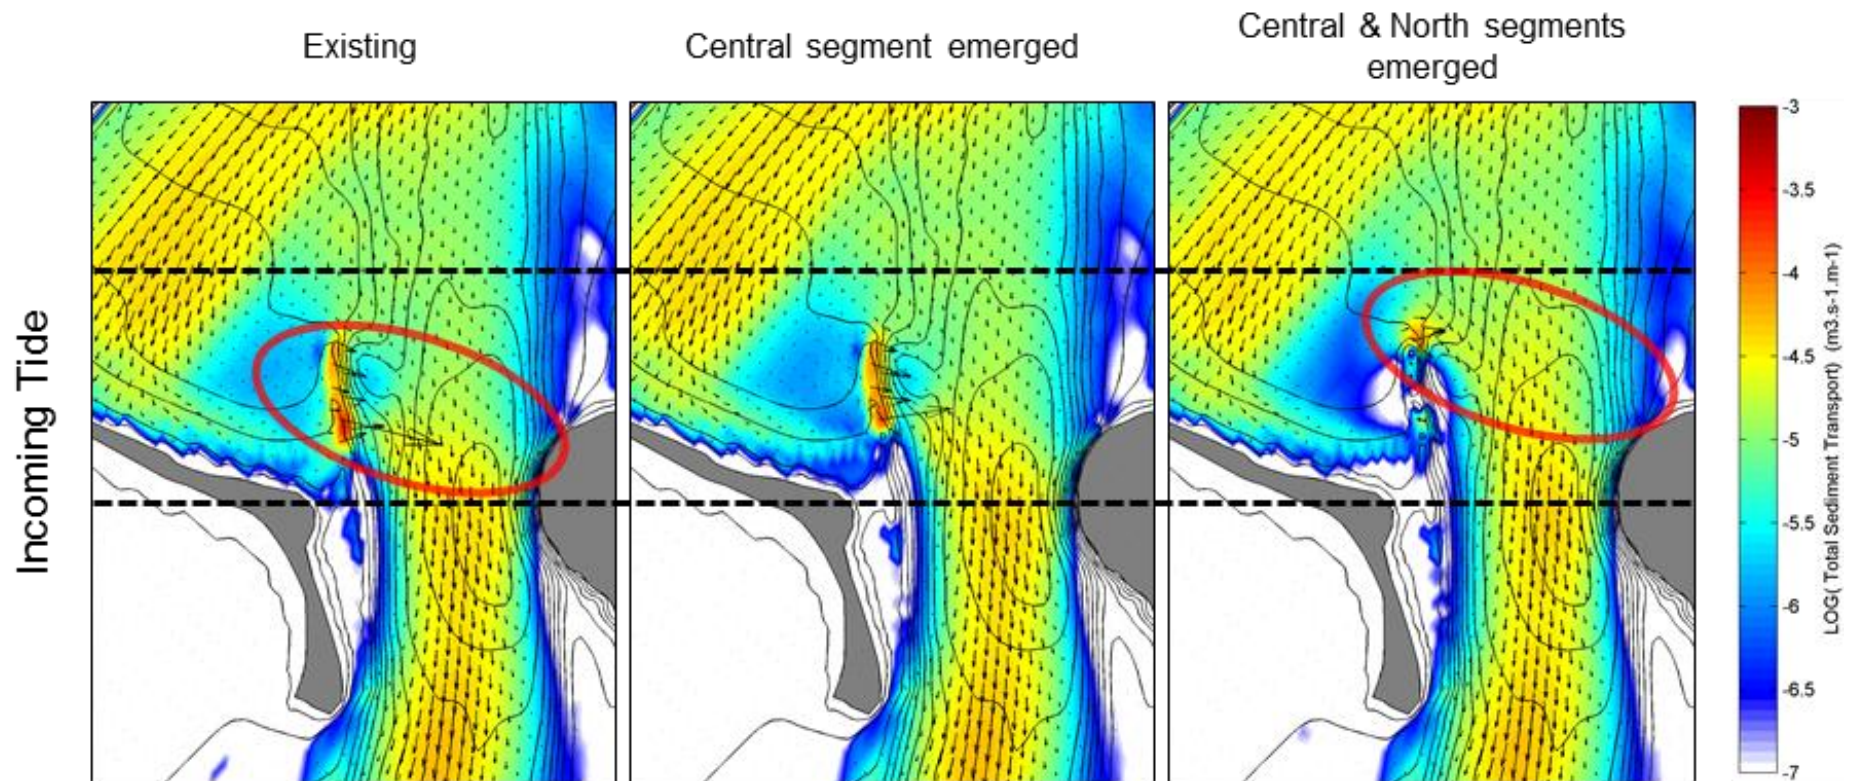 Existing
Central segment emerged
Central & North segments
emerged
Incoming Tide
-3
-3.5
-4
-4.5
-5
-5.5
-6
-6.5
-7
LOG( Total Sediment Transport) (m3.s-1.m-1)